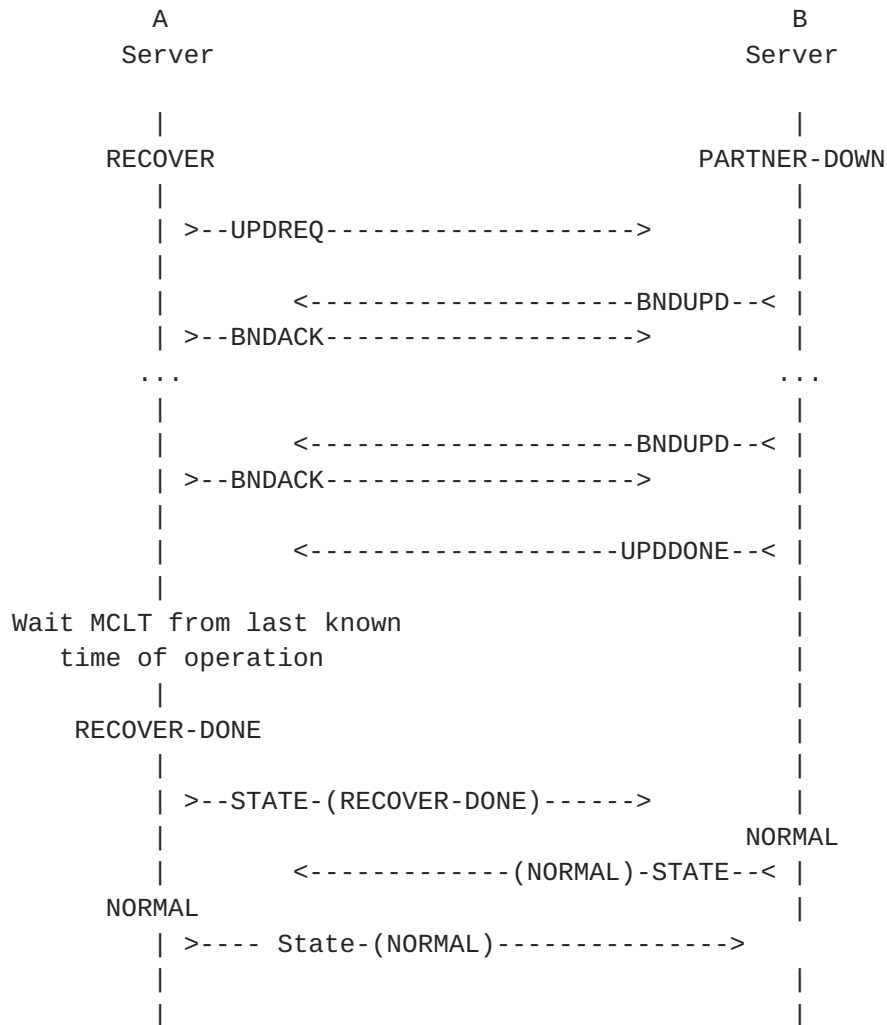 A                                        B
       Server                                  Server

         |                                        |
      RECOVER                               PARTNER-DOWN
         |                                        |
         | >--UPDREQ-------------------->         |
         |                                        |
         |        <---------------------BNDUPD--< |
         | >--BNDACK-------------------->         |
        ...                                      ...
         |                                        |
         |        <---------------------BNDUPD--< |
         | >--BNDACK-------------------->         |
         |                                        |
         |        <--------------------UPDDONE--< |
         |                                        |
Wait MCLT from last known                         |
   time of operation                              |
         |                                        |
    RECOVER-DONE                                  |
         |                                        |
         | >--STATE-(RECOVER-DONE)------>         |
         |                                     NORMAL
         |        <-------------(NORMAL)-STATE--< |
      NORMAL                                      |
         | >---- State-(NORMAL)--------------->
         |                                        |
         |                                        |